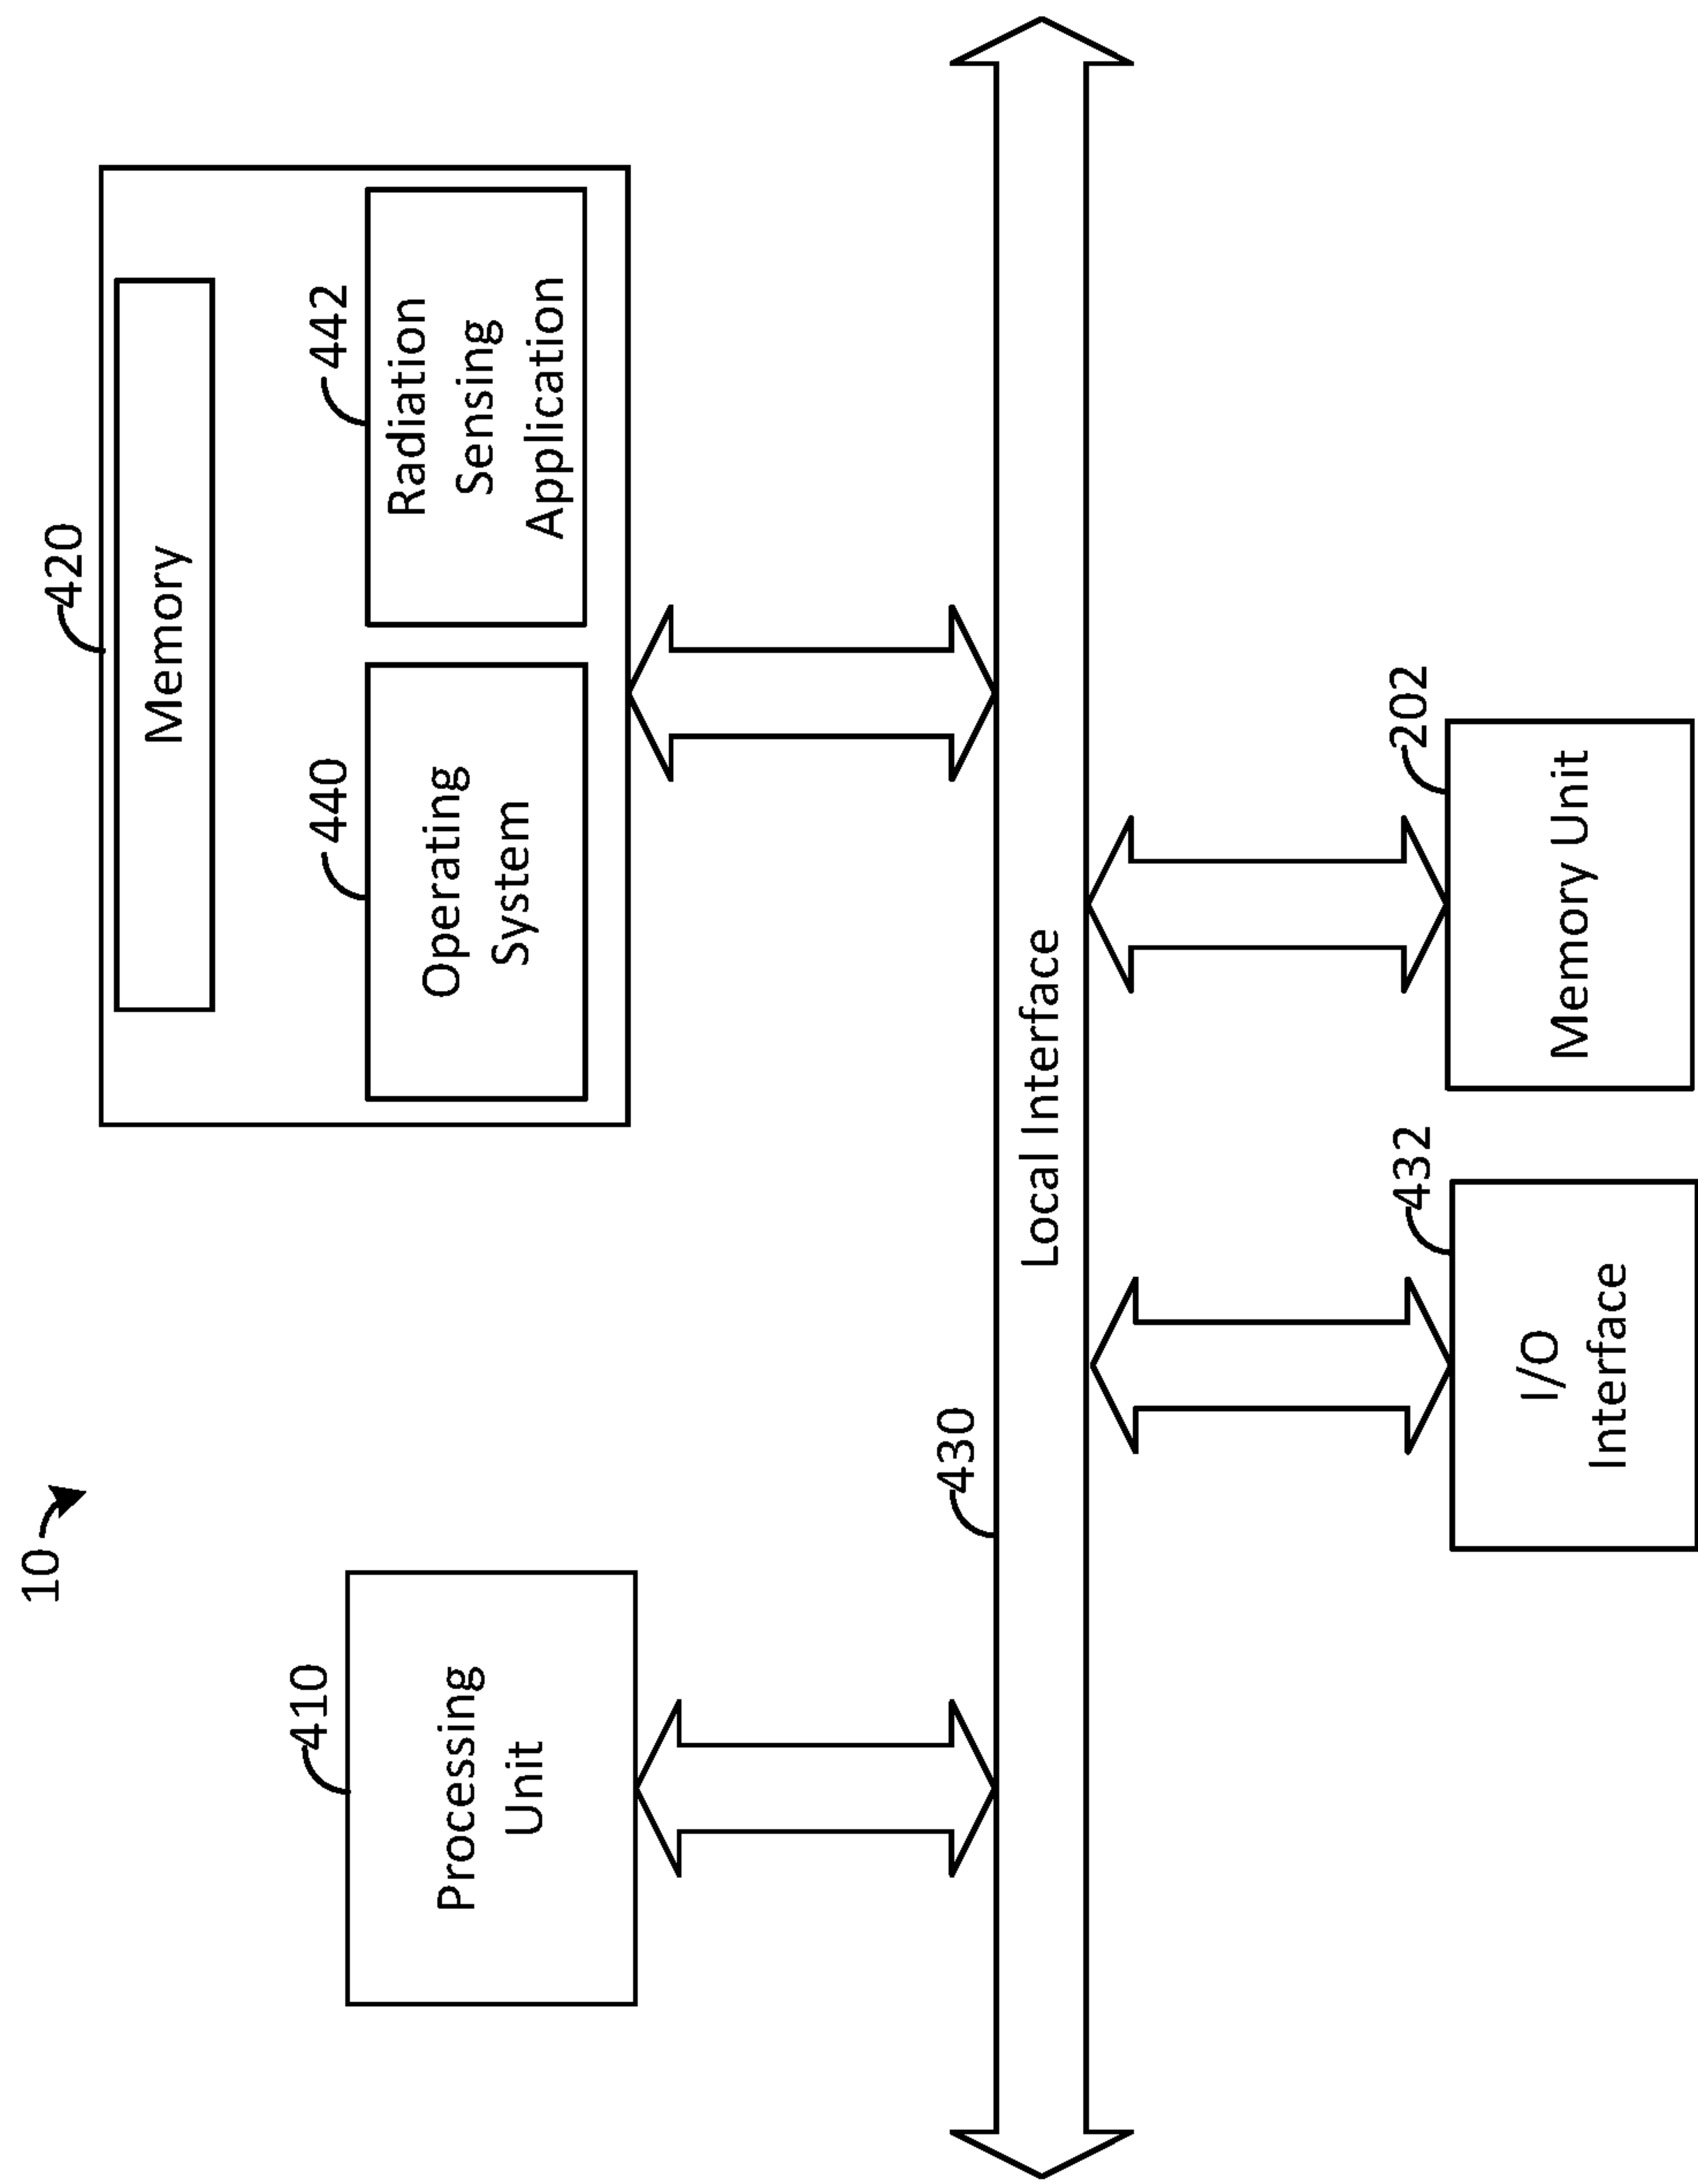 10
420
Memory
410
440
442
Processing
Unit
Operating
System
Radiation
Sensing
Application
430
Local Interface
432
202
I/O
Interface
Memory Unit